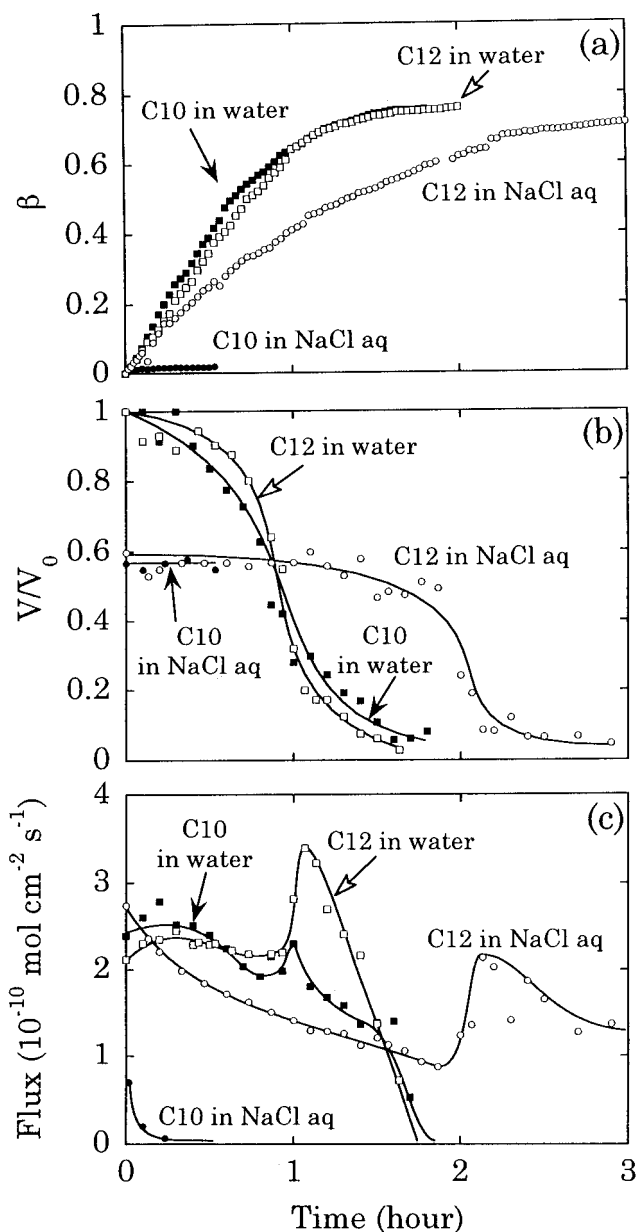 1
(a)
C12 in water
0.8
C10 in water
0.6
β
C12 in NaCl aq
0.4
0.2
C10 in NaCl aq
0
1
(b)
C12 in water
0.8
C12 in NaCl aq
0.6
V/V0
0.4
C10
in NaCl aq
C10
in water
0.2
0
4
(c)
C10
in water
C12 in water
3
C12 in NaCl aq
2
Flux (10-10 mol cm-2 s-1)
1
C10 in NaCl aq
0
0
1
2
3
Time (hour)